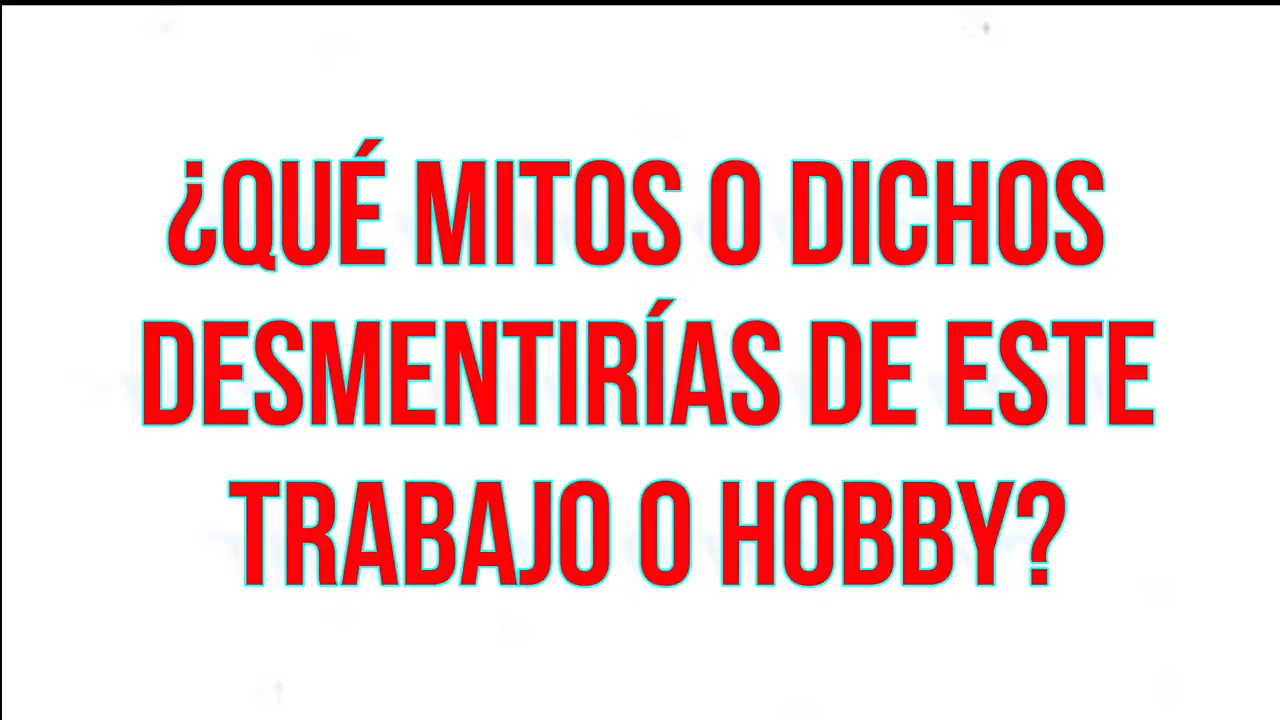 ¿QUÉ MITOS O DICHOS
DESMENTIRÍAS DE ESTE
TRABAJO O HOBBY?